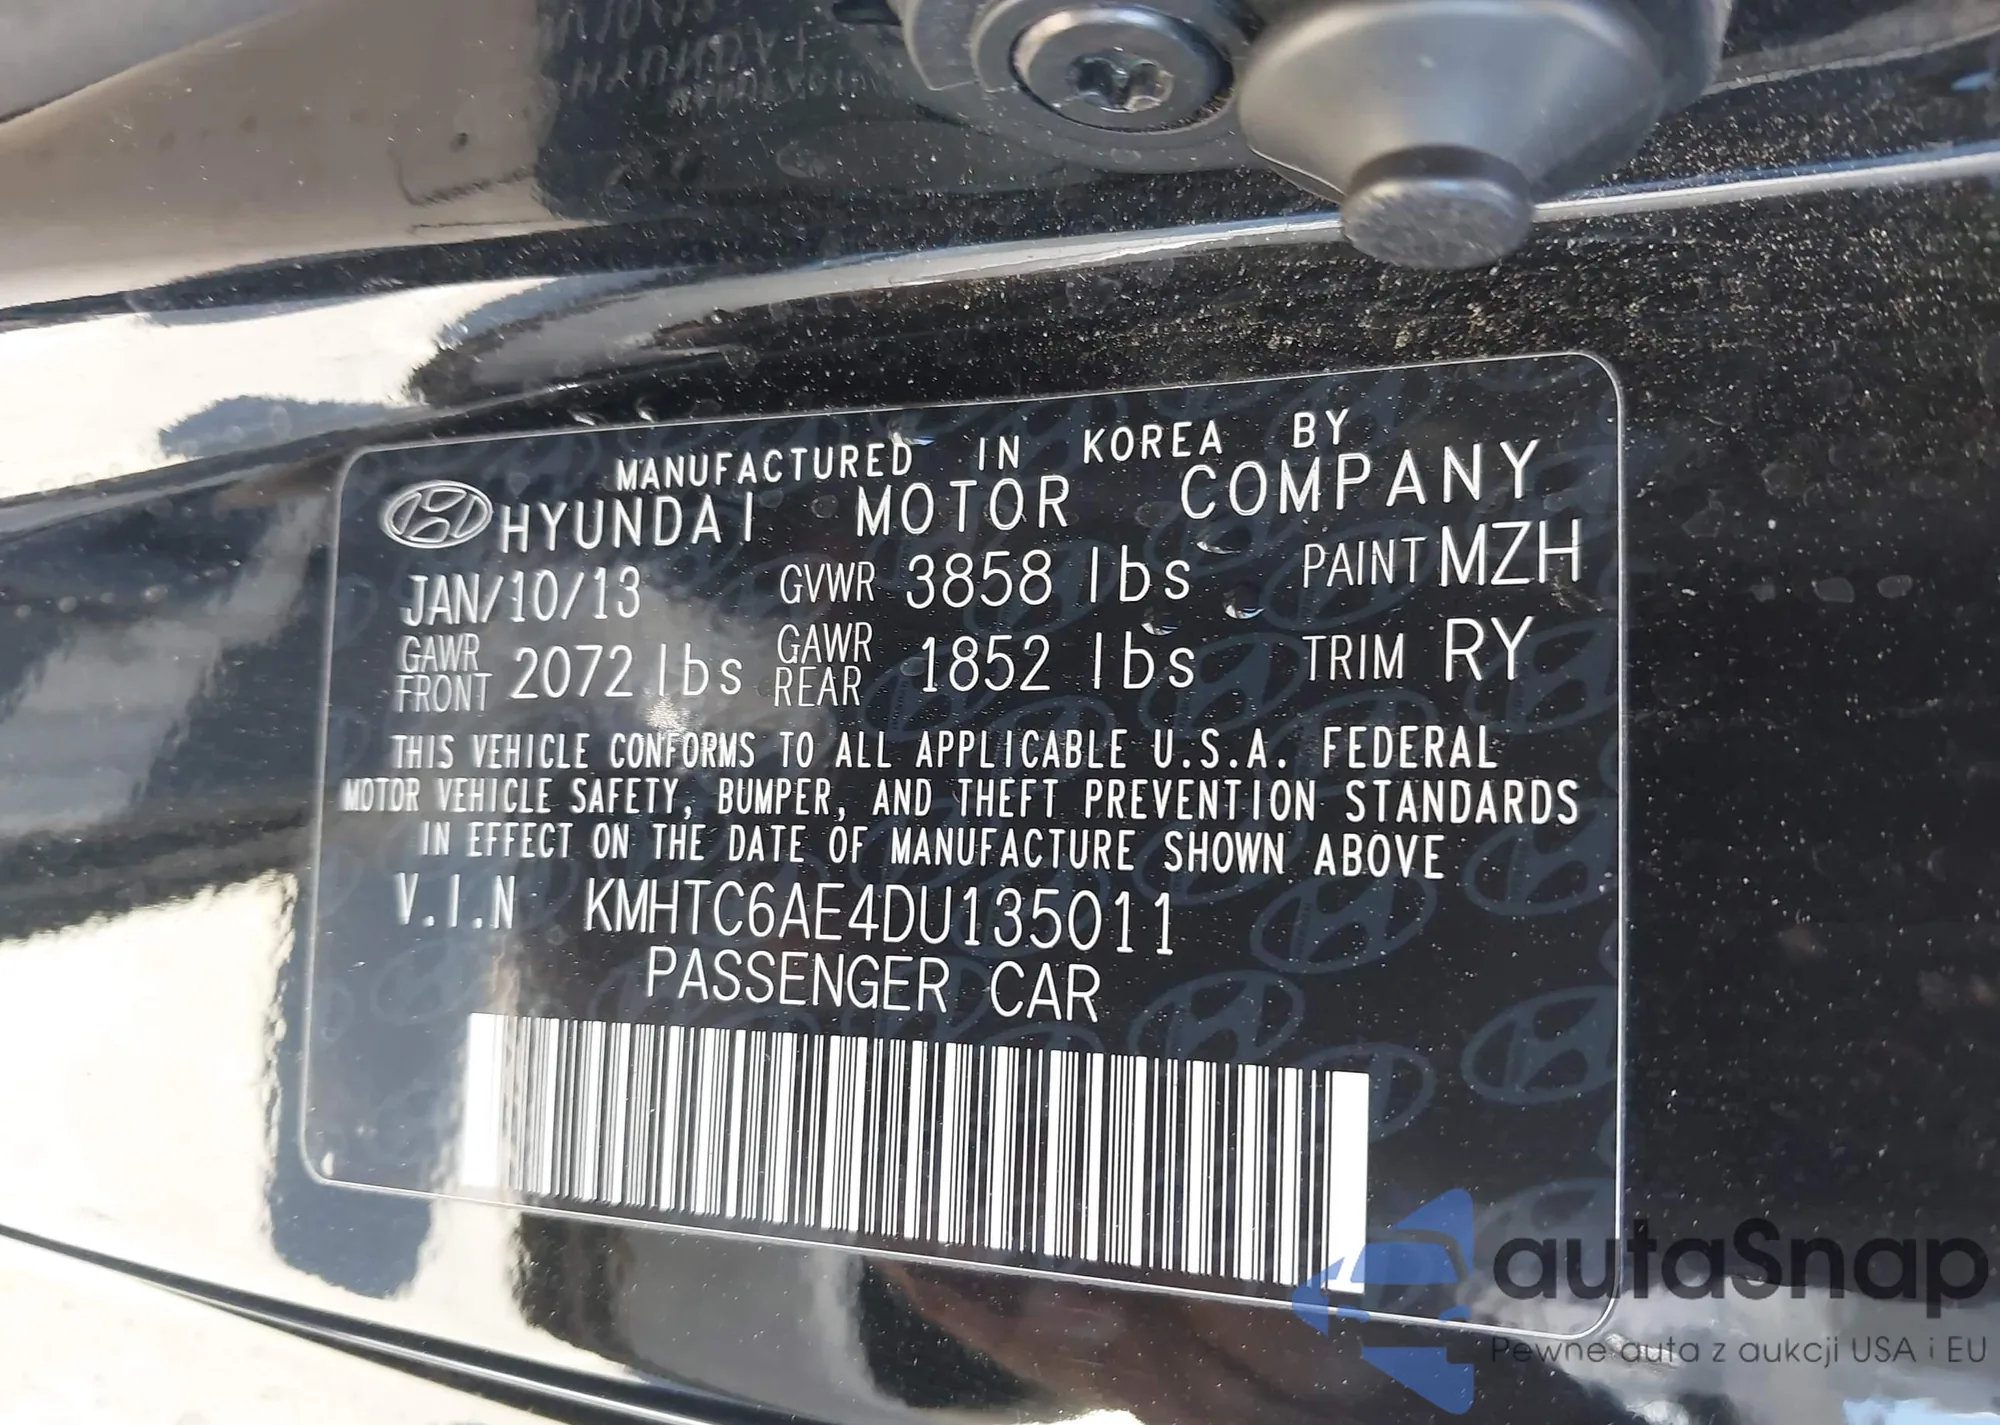 MANUFACTURED IN KOREA BY
HYUNDAI MOTOR COMPANY
JAN/10/13 GVWR 3858 lbs PAINT MZH
GAWR FRONT 2072 lbs GAWR REAR 1852 lbs TRIM RY
THIS VEHICLE CONFORMS TO ALL APPLICABLE U.S.A. FEDERAL
MOTOR VEHICLE SAFETY, BUMPER, AND THEFT PREVENTION STANDARDS
IN EFFECT ON THE DATE OF MANUFACTURE SHOWN ABOVE
V.I.N KMHTC6AE4DU135011
PASSENGER CAR
autaSnap
Pewne auta z aukcji USA i EU